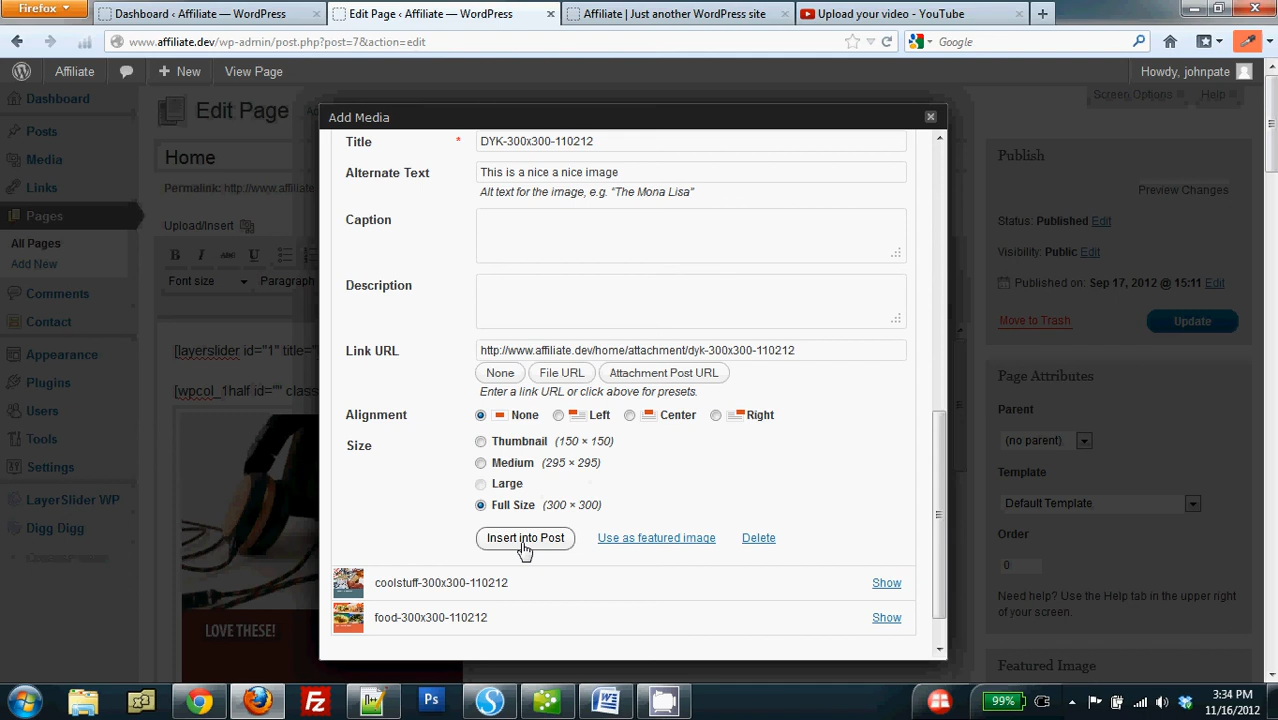 Firefox
Dashboard ‹ Affiliate — WordPress
Edit Page ‹ Affiliate — WordPress
Affiliate | Just another WordPress site
Upload your video - YouTube
www.affiliate.dev/wp-admin/post.php?post=7&action=edit
Google
Affiliate
New
View Page
Howdy, johnpate
Dashboard
Posts
Media
Links
Pages
All Pages
Add New
Comments
Contact
Appearance
Plugins
Users
Tools
Settings
LayerSlider WP
Digg Digg
Edit Page
Screen Options
Help
Home
Permalink: http://www.affiliate
Upload/Insert
B I ABC U
Font size
Paragraph
[layerslider id="1" title="
[wpcol_1half id="" class
LOVE THESE!
Add Media
Title * DYK-300x300-110212
Alternate Text This is a nice a nice image
Alt text for the image, e.g. "The Mona Lisa"
Caption
Description
Link URL http://www.affiliate.dev/home/attachment/dyk-300x300-110212
None File URL Attachment Post URL
Enter a link URL or click above for presets.
Alignment None Left Center Right
Size Thumbnail (150 × 150)
Medium (295 × 295)
Large
Full Size (300 × 300)
Insert into Post Use as featured image Delete
coolstuff-300x300-110212 Show
food-300x300-110212 Show
Publish
Preview Changes
Status: Published Edit
Visibility: Public Edit
Published on: Sep 17, 2012 @ 15:11 Edit
Move to Trash
Update
Page Attributes
Parent
(no parent)
Template
Default Template
Order
0
Need help? Use the Help tab in the upper right
of your screen.
Featured Image
Ps
99%
3:34 PM
11/16/2012